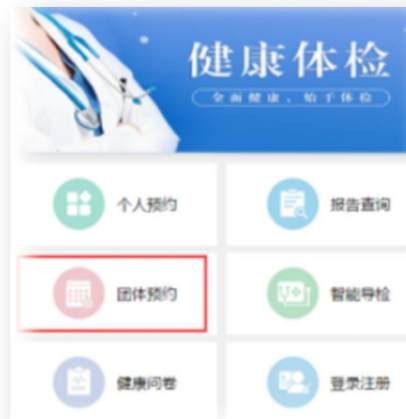 健康体检
全面健康，始于体检
个人预约
报告查询
团体预约
智能导检
健康问卷
登录注册